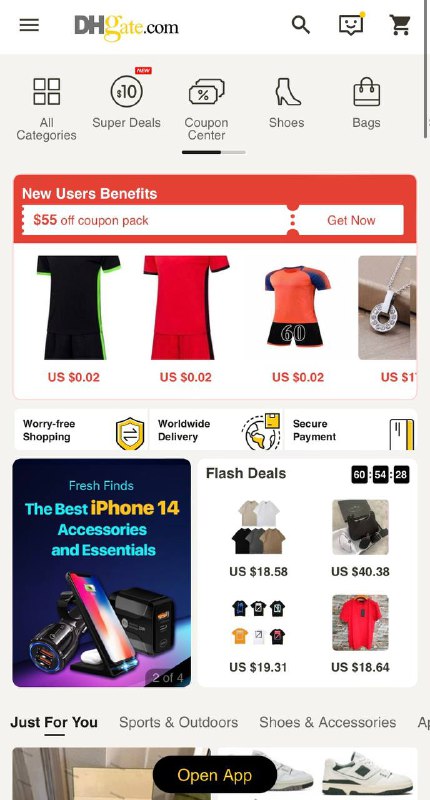 DHgate.com
NEW
$10
%
All
Categories
Super Deals
Coupon
Center
Shoes
Bags
New Users Benefits
$55 off coupon pack
Get Now
60
US $0.02
US $0.02
US $0.02
US $1
Worry-free
Shopping
Worldwide
Delivery
Secure
Payment
Fresh Finds
The Best iPhone 14
Accessories
and Essentials
2 of 4
Flash Deals
60 : 54 : 28
US $18.58
US $40.38
US $19.31
US $18.64
Just For You
Sports & Outdoors
Shoes & Accessories
Open App